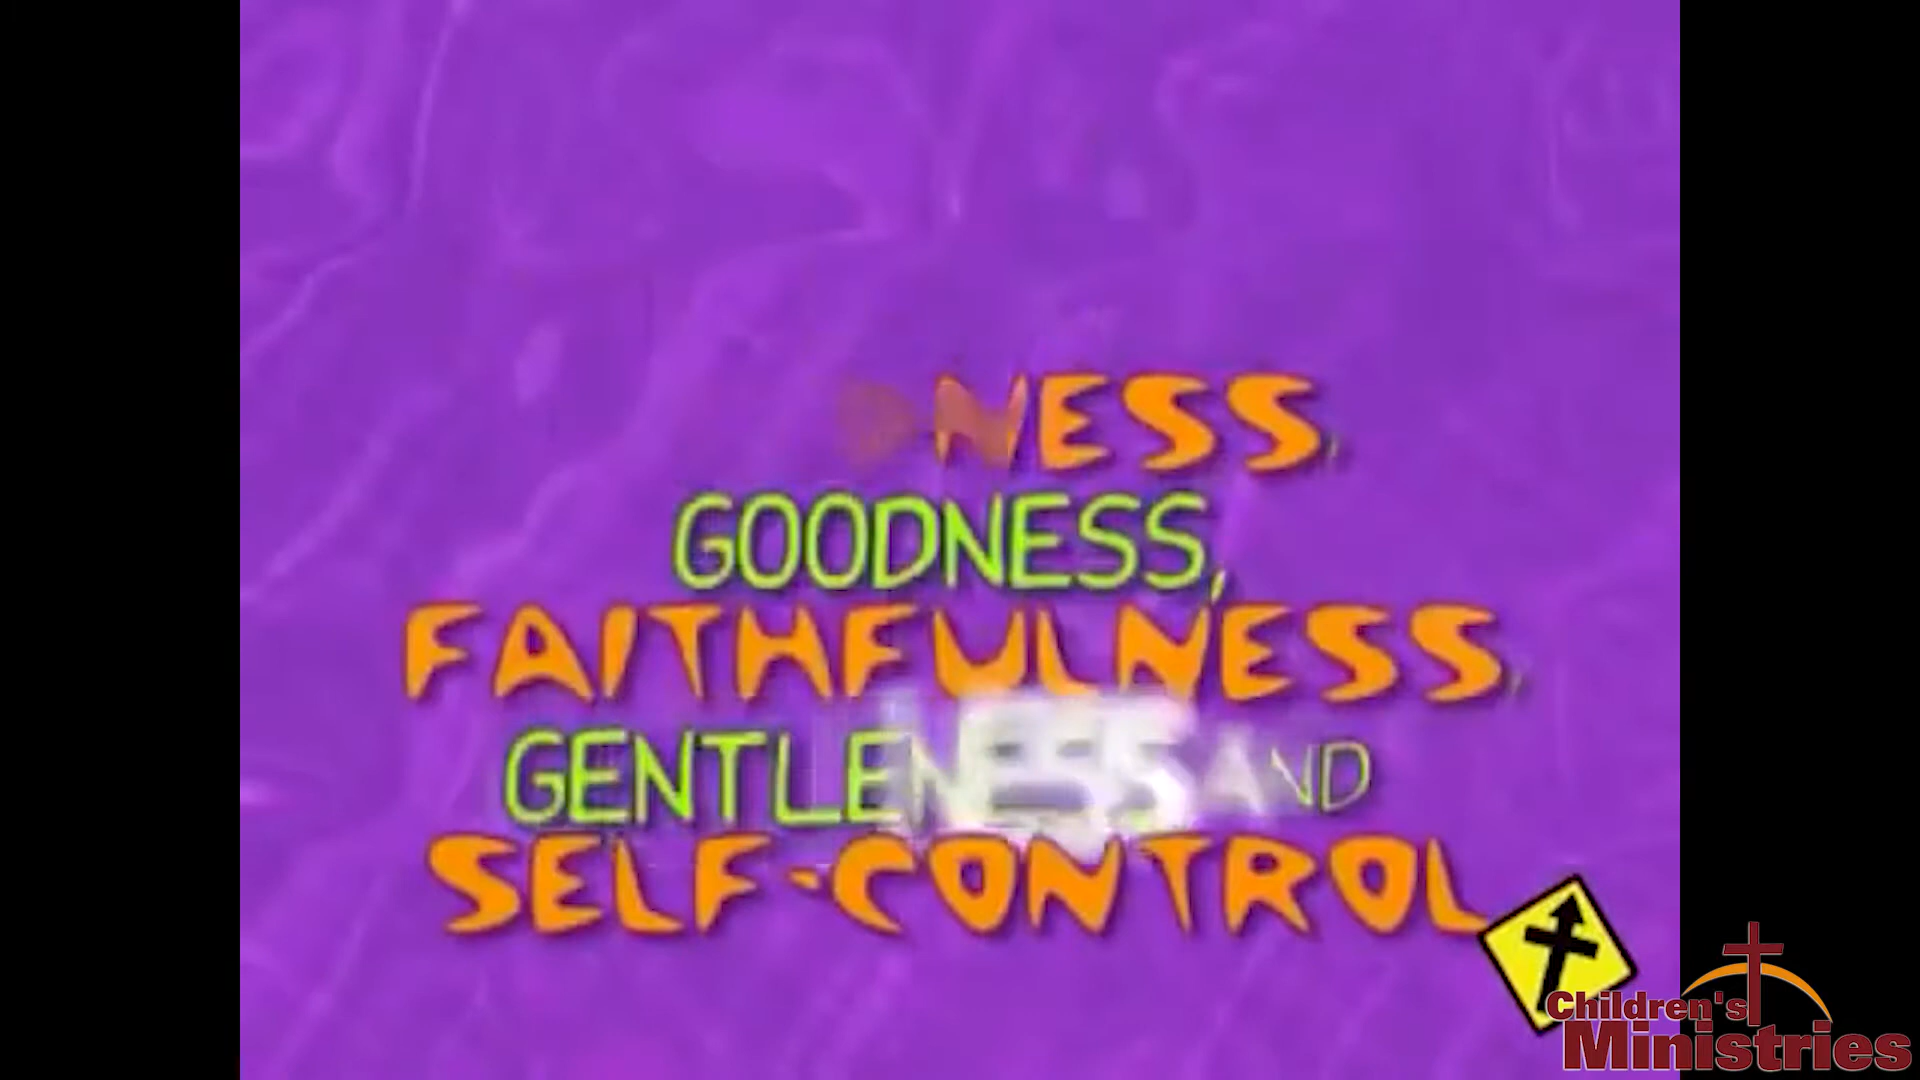 NESS,
GOODNESS,
FAITHFULNESS,
GENTLENESS AND
SELF-CONTROL
Children's
Ministries